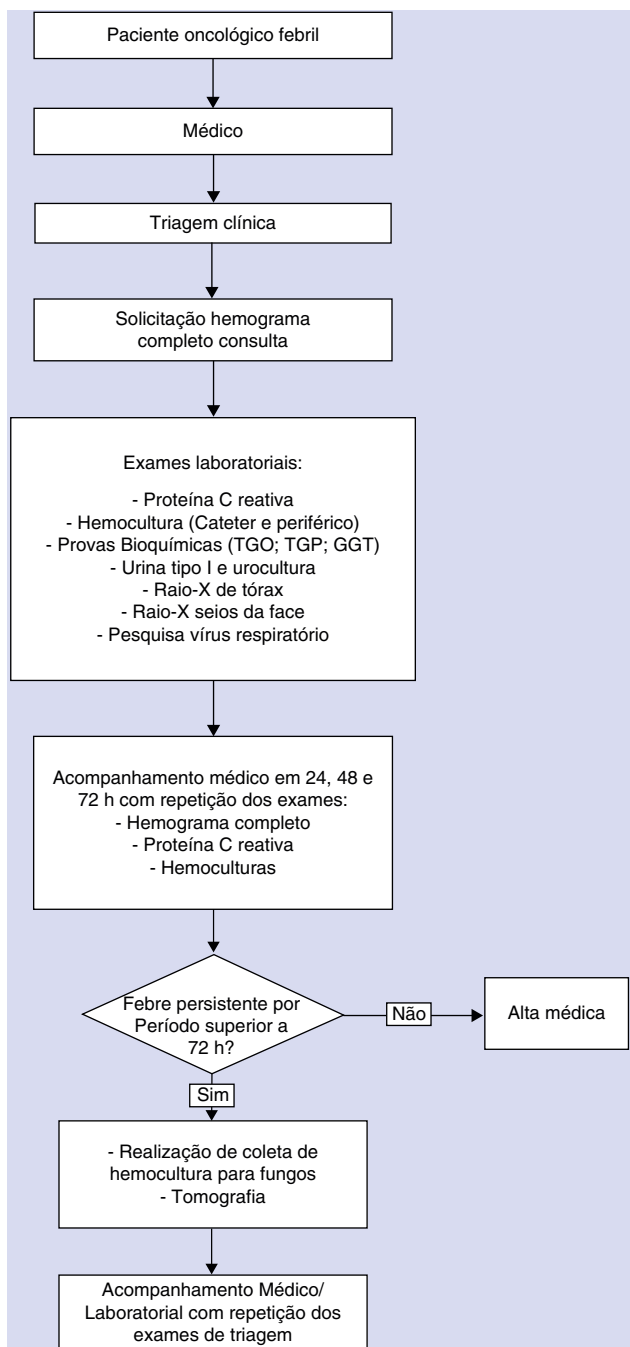 Paciente oncológico febril
Médico
Triagem clínica
Solicitação hemograma
completo consulta
Exames laboratoriais:
- Proteína C reativa
- Hemocultura (Cateter e periférico)
- Provas Bioquímicas (TGO; TGP; GGT)
- Urina tipo I e urocultura
- Raio-X de tórax
- Raio-X seios da face
- Pesquisa vírus respiratório
Acompanhamento médico em 24, 48 e
72 h com repetição dos exames:
- Hemograma completo
- Proteína C reativa
- Hemoculturas
Febre persistente por
Período superior a
72 h?
Não
Alta médica
Sim
- Realização de coleta de
hemocultura para fungos
- Tomografia
Acompanhamento Médico/
Laboratorial com repetição dos
exames de triagem